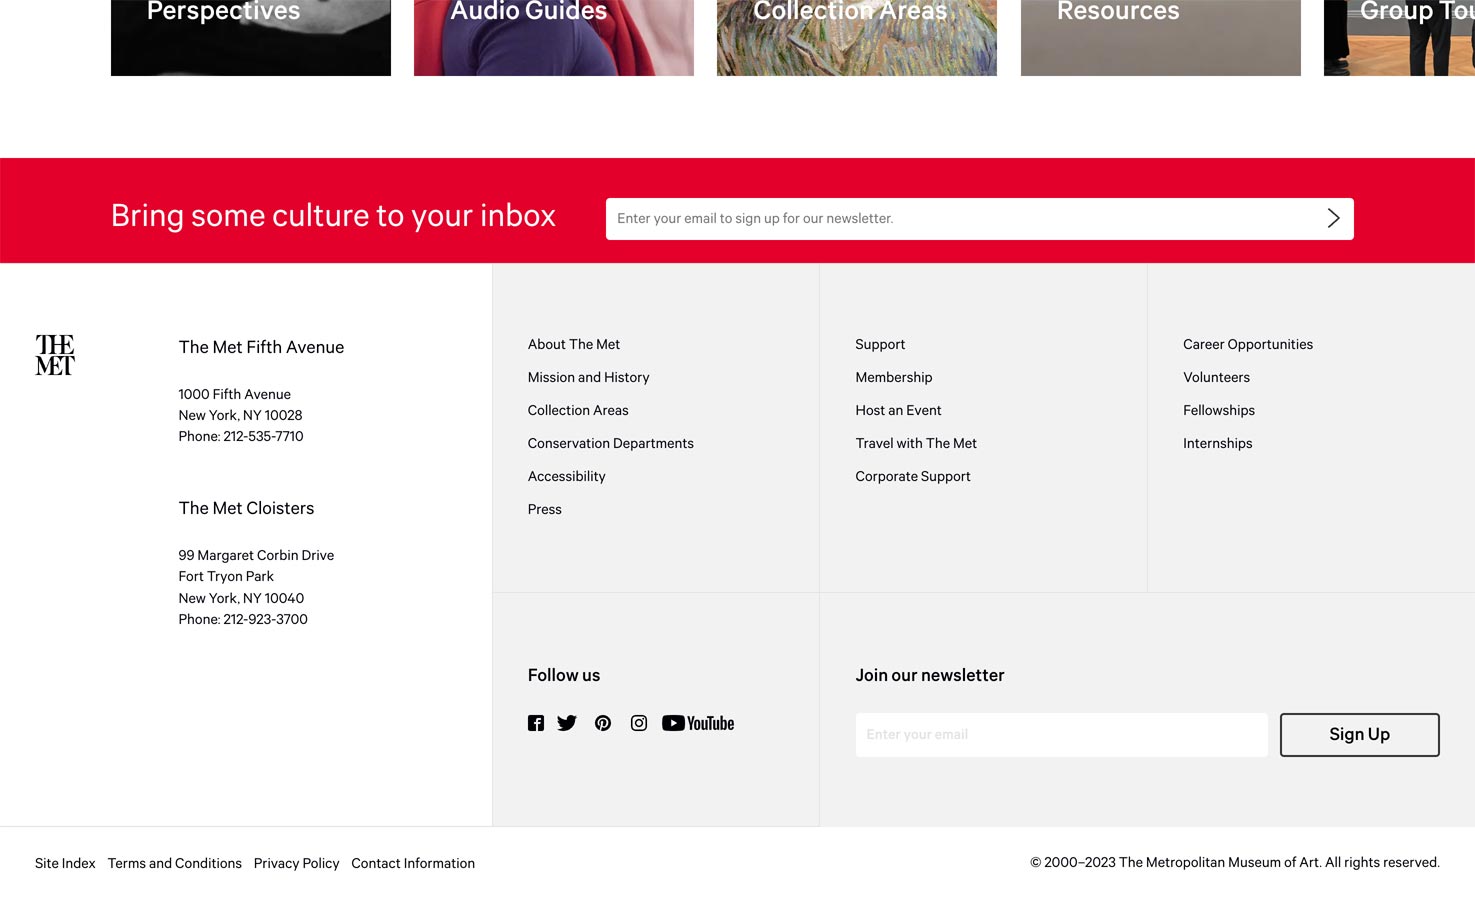 Perspectives
Audio Guides
Collection Areas
Resources
Group
Bring some culture to your inbox
Enter your email to sign up for our newsletter.
THE
MET
The Met Fifth Avenue
1000 Fifth Avenue
New York, NY 10028
Phone: 212-535-7710
The Met Cloisters
99 Margaret Corbin Drive
Fort Tryon Park
New York, NY 10040
Phone: 212-923-3700
About The Met
Mission and History
Collection Areas
Conservation Departments
Accessibility
Press
Support
Membership
Host an Event
Travel with The Met
Corporate Support
Career Opportunities
Volunteers
Fellowships
Internships
Follow us
YouTube
Join our newsletter
Enter your email
Sign Up
Site Index
Terms and Conditions
Privacy Policy
Contact Information
© 2000–2023 The Metropolitan Museum of Art. All rights reserved.